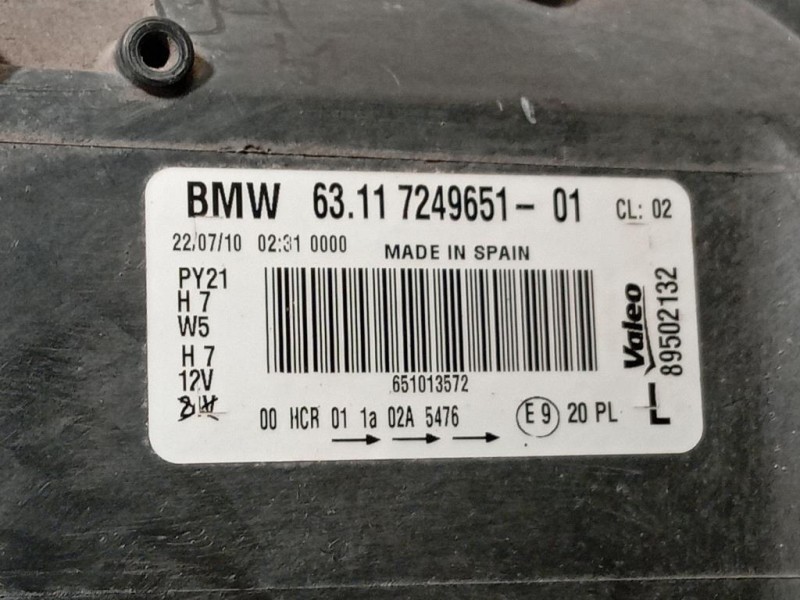 BMW 63.11 7249651- 01 CL: 02
22/07/10 02:31 0000 MADE IN SPAIN
PY21
H 7
W5
H 7
12V
651013572
00 HCR 01 1a 02A 5476 E 9 20 PL
Valeo
89502132
L